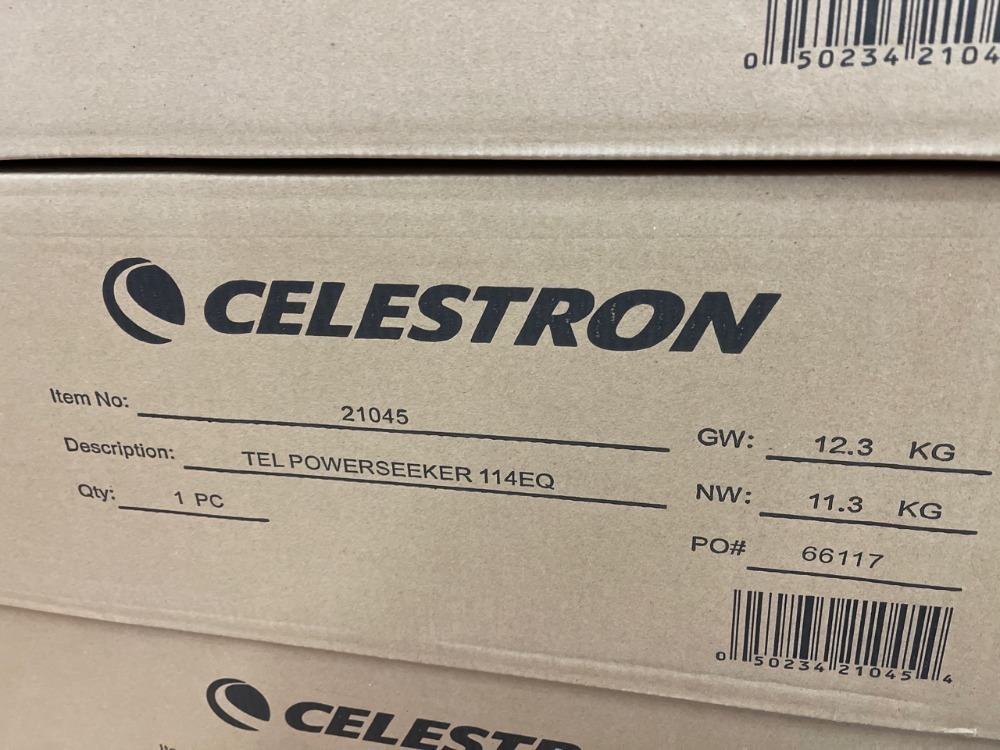 0 50234 2104
CELESTRON
Item No: 21045
Description: TEL POWERSEEKER 114EQ
Qty: 1 PC
GW: 12.3 KG
NW: 11.3 KG
PO# 66117
0 50234 21045 4
CELESTRON